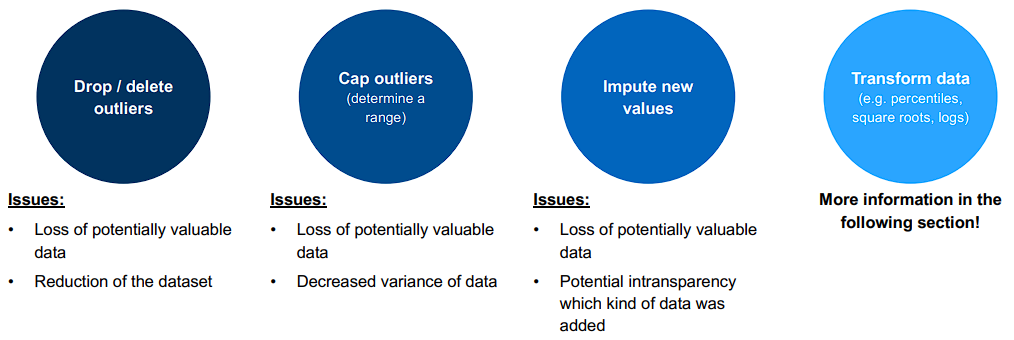 Drop / delete
outliers
Issues:
• Loss of potentially valuable
data
• Reduction of the dataset
Cap outliers
(determine a
range)
Issues:
• Loss of potentially valuable
data
• Decreased variance of data
Impute new
values
Issues:
• Loss of potentially valuable
data
• Potential intransparency
which kind of data was
added
Transform data
(e.g. percentiles,
square roots, logs)
More information in the
following section!